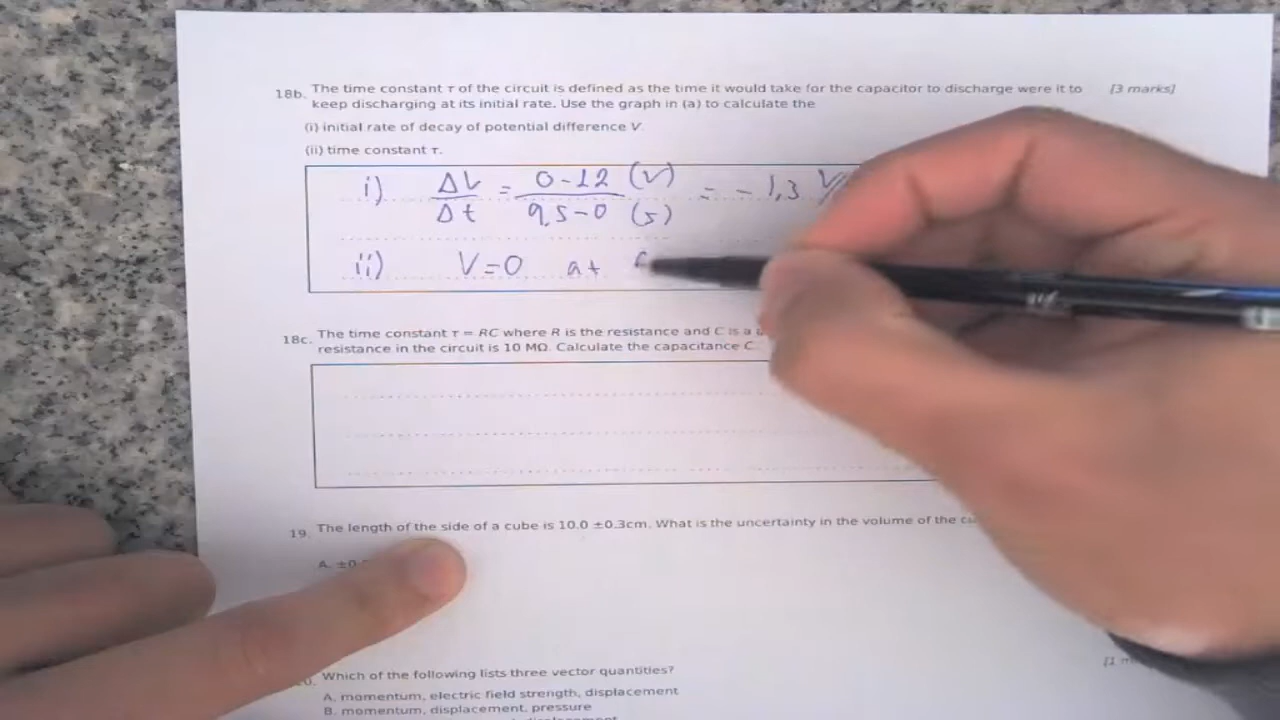 18b. The time constant τ of the circuit is defined as the time it would take for the capacitor to discharge were it to [3 marks]
keep discharging at its initial rate. Use the graph in (a) to calculate the
(i) initial rate of decay of potential difference V.
(ii) time constant τ.
i) ΔV/Δt = 0-12 (V)/9,5-0 (s) = -1,3 V/
ii) V=0 at
18c. The time constant τ = RC where R is the resistance and C is a
resistance in the circuit is 10 MΩ. Calculate the capacitance C.
19. The length of the side of a cube is 10.0 ±0.3cm. What is the uncertainty in the volume of the
A. ±0.
[1
Which of the following lists three vector quantities?
A. momentum, electric field strength, displacement
B. momentum, displacement, pressure